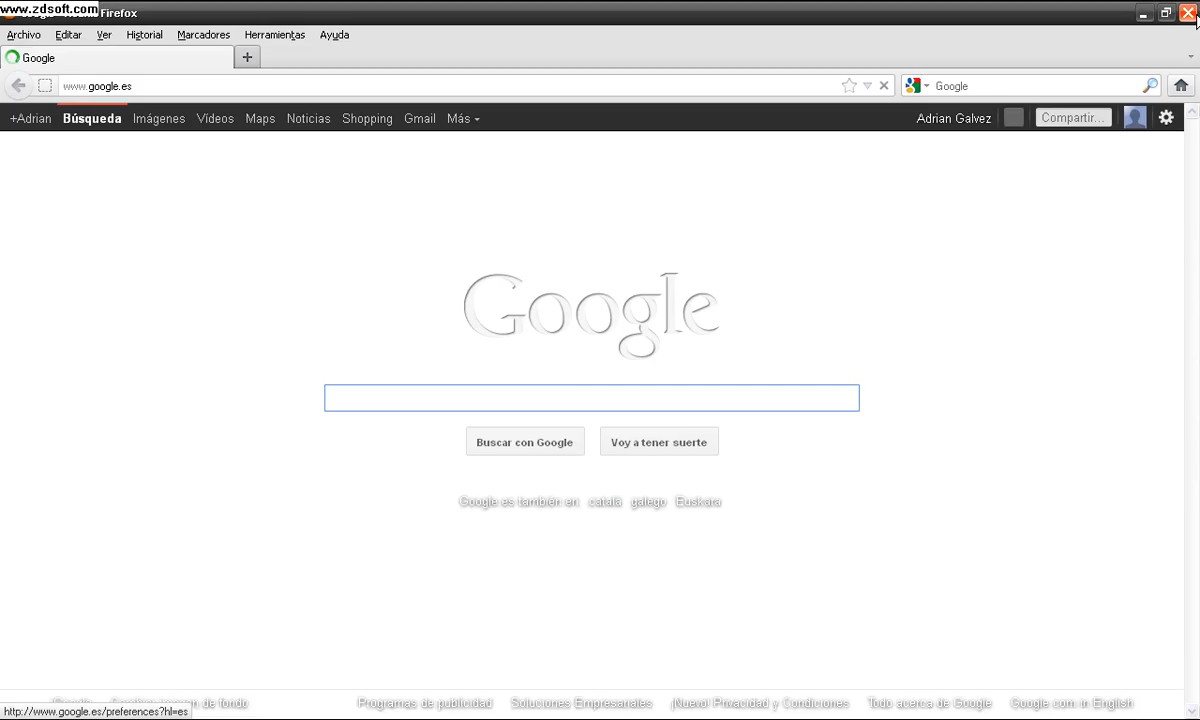 www.zdsoft.com
Firefox
Archivo Editar Ver Historial Marcadores Herramientas Ayuda
Google
www.google.es
Google
+Adrian Búsqueda Imágenes Vídeos Maps Noticias Shopping Gmail Más
Adrian Galvez
Compartir...
Google
Buscar con Google Voy a tener suerte
Google.es también en: català galego Euskara
de fondo Programas de publicidad Soluciones Empresariales ¡Nuevo! Privacidad y Condiciones Todo acerca de Google Google.com in English
http://www.google.es/preferences?hl=es